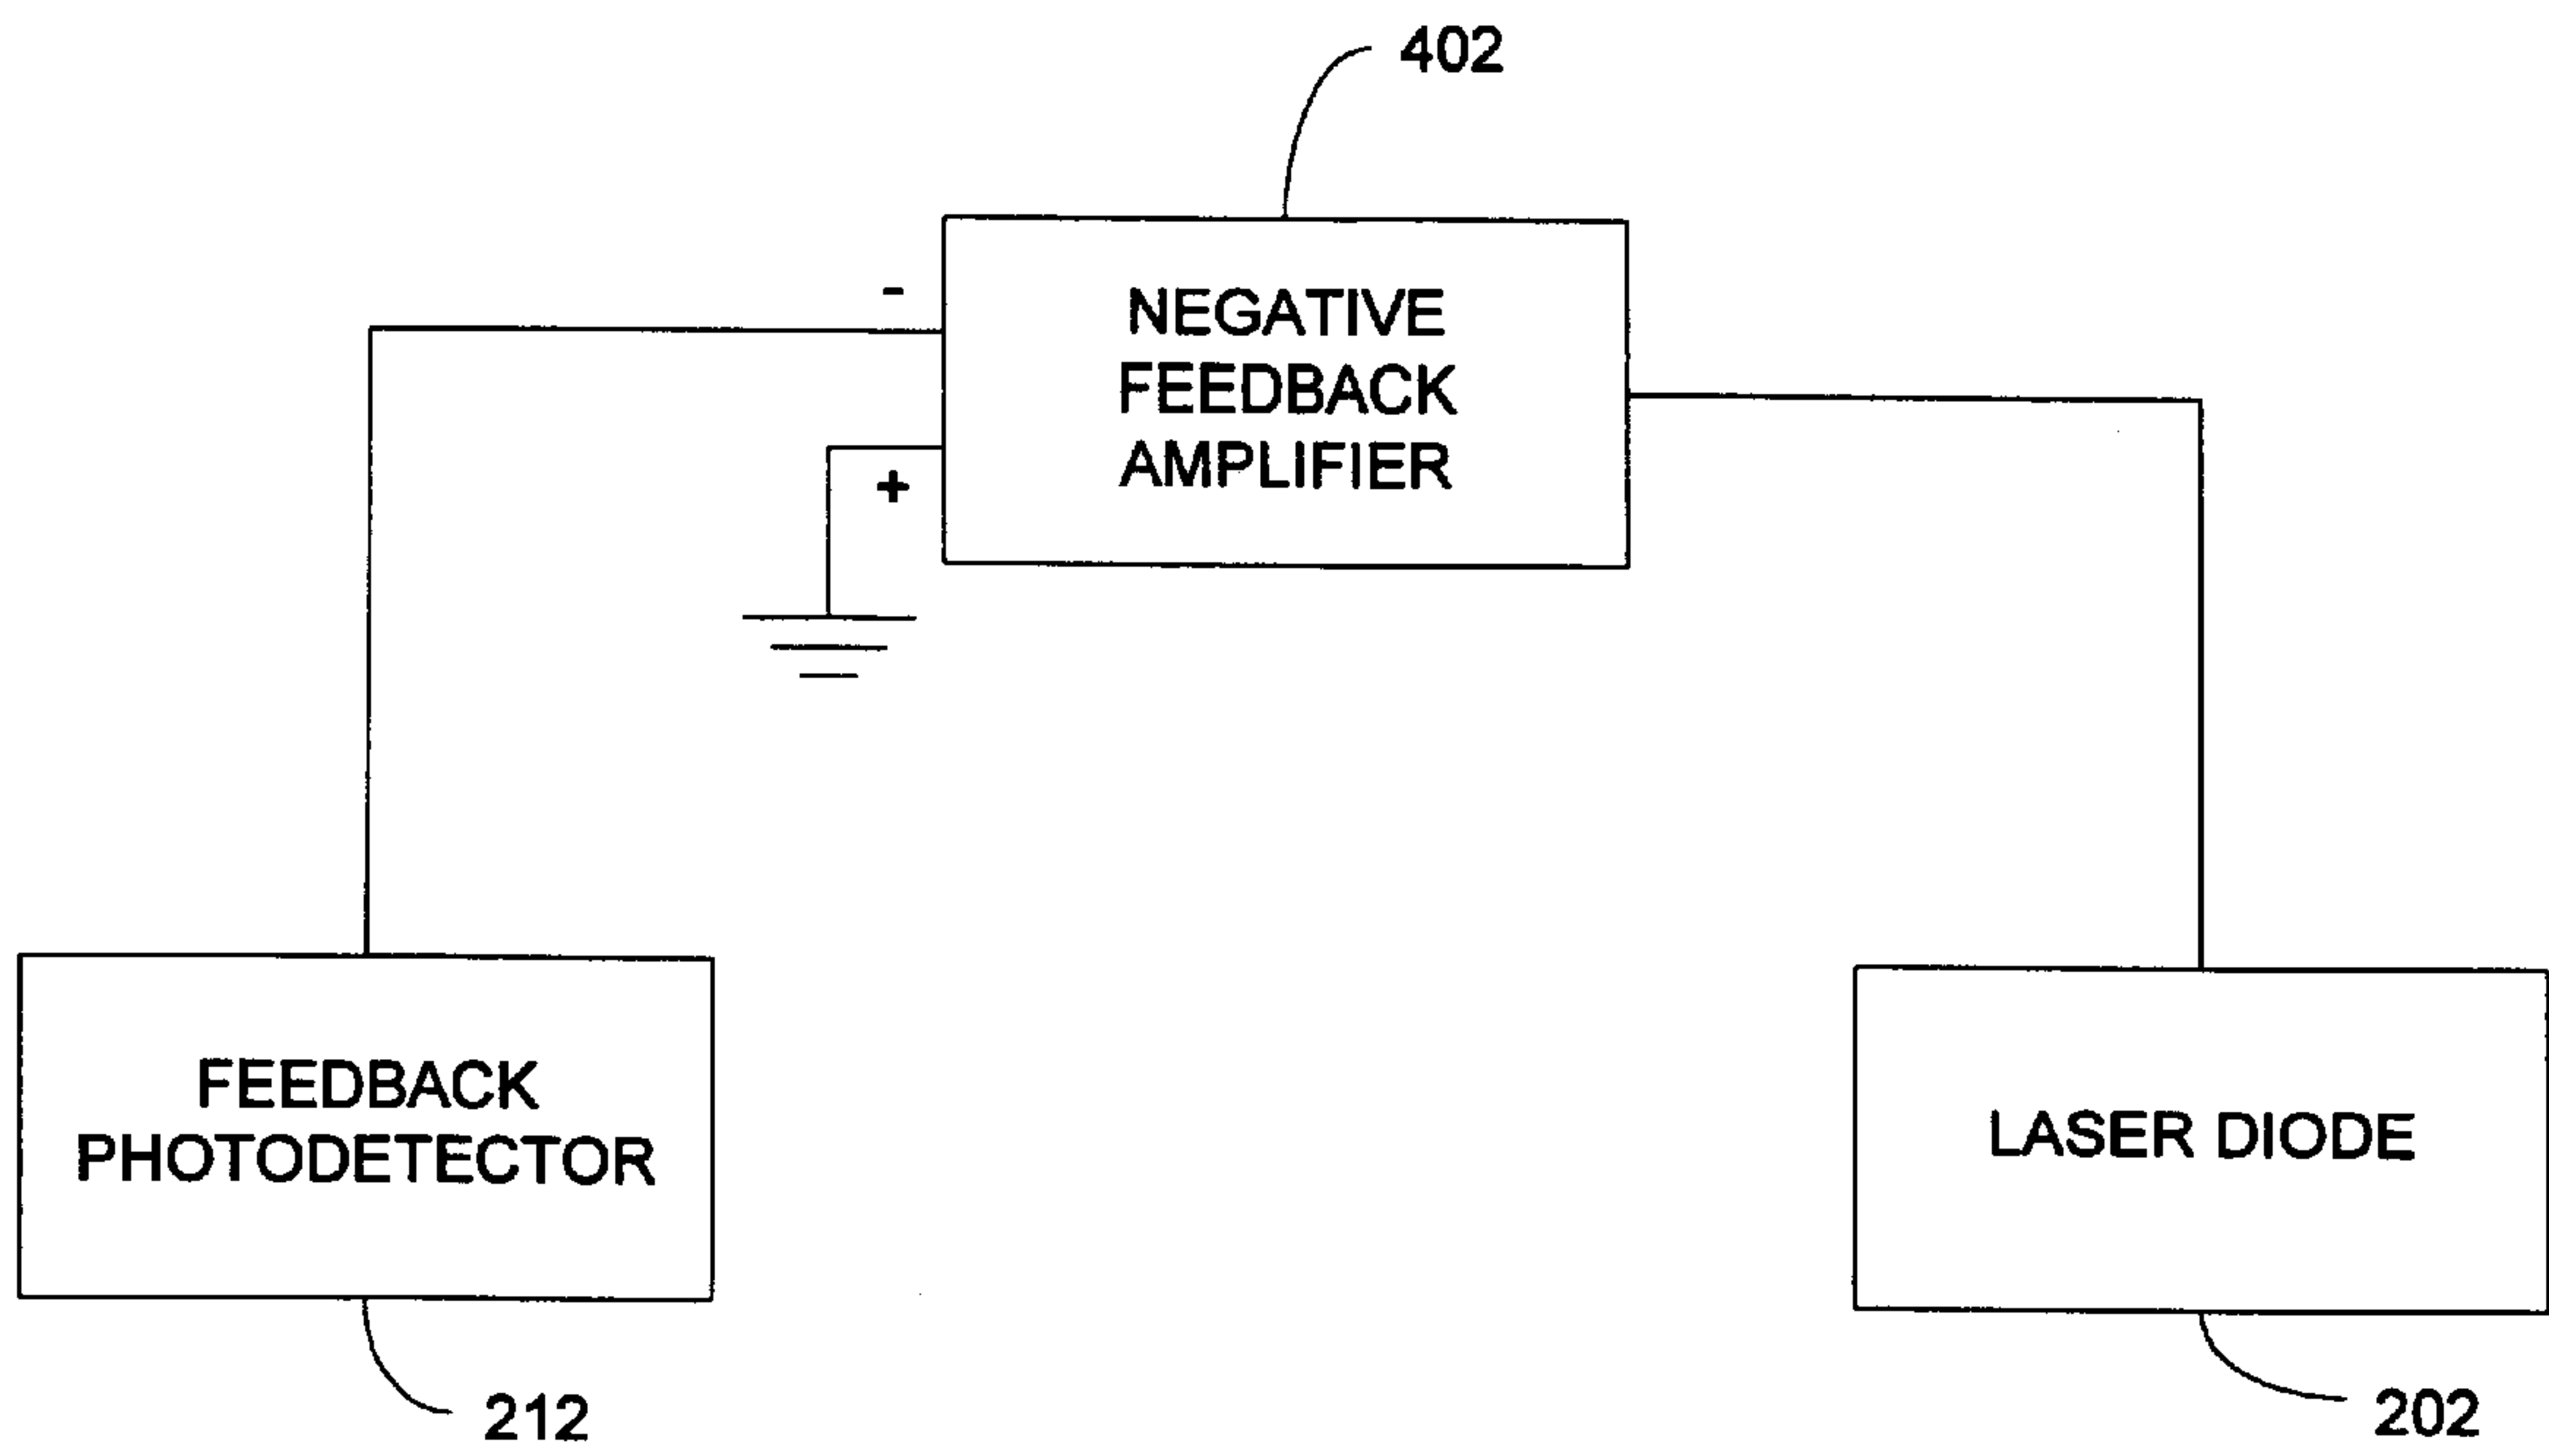 402
-
NEGATIVE
FEEDBACK
AMPLIFIER
+
FEEDBACK
PHOTODETECTOR
LASER DIODE
212
202